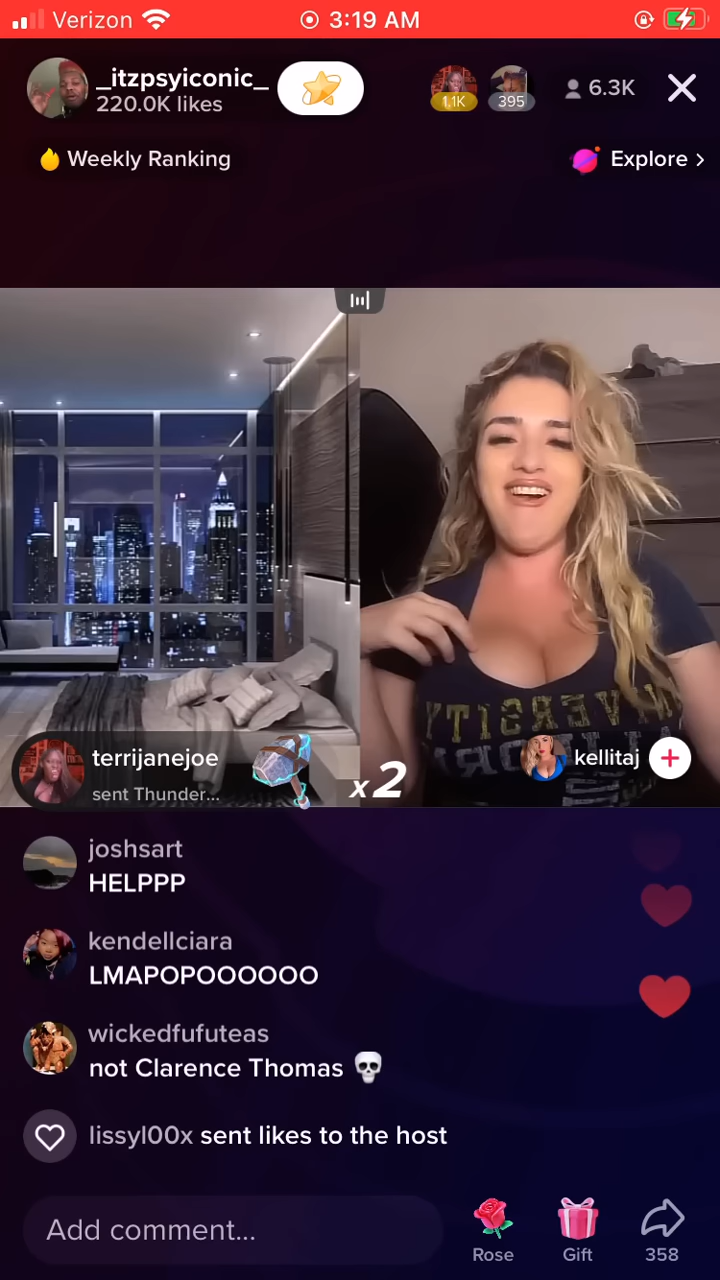 Verizon 3:19 AM
_itzpsyiconic_
220.0K likes
1.1K 395 6.3K
Weekly Ranking Explore >
UNIVERSITY
terrijanejoe
sent Thunder...
x2
kellitaj
joshsart
HELPPP
kendellciara
LMAPOPOOOOOO
wickedfufuteas
not Clarence Thomas 💀
lissyl00x sent likes to the host
Add comment...
Rose Gift 358